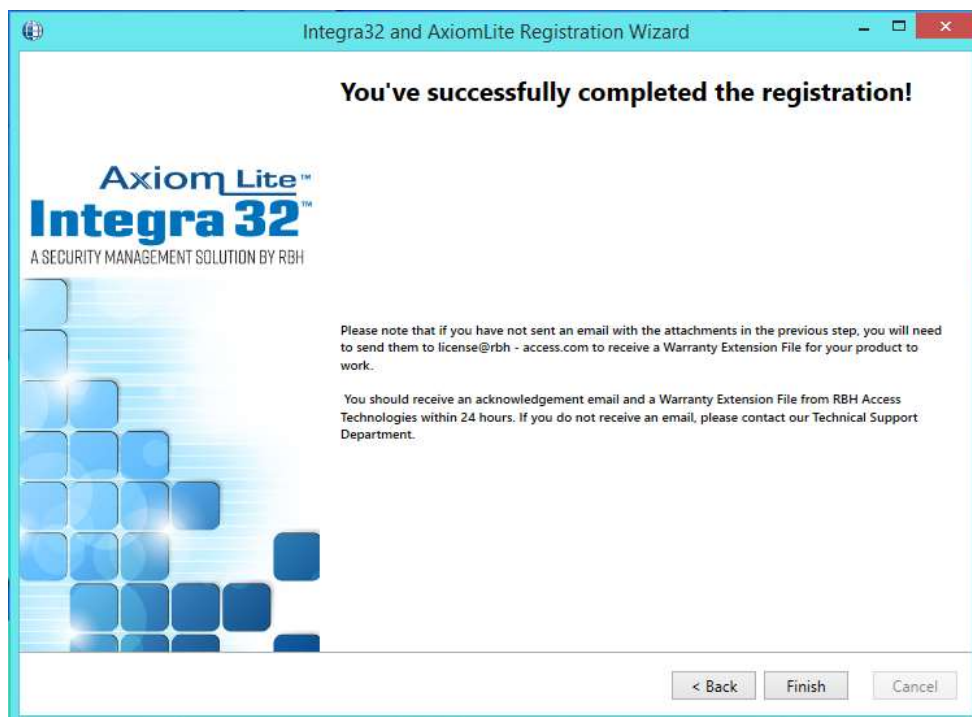 Integra32 and AxiomLite Registration Wizard
You've successfully completed the registration!
Axiom Lite™
Integra 32™
A SECURITY MANAGEMENT SOLUTION BY RBH
Please note that if you have not sent an email with the attachments in the previous step, you will need
to send them to license@rbh - access.com to receive a Warranty Extension File for your product to
work.
You should receive an acknowledgement email and a Warranty Extension File from RBH Access
Technologies within 24 hours. If you do not receive an email, please contact our Technical Support
Department.
< Back
Finish
Cancel